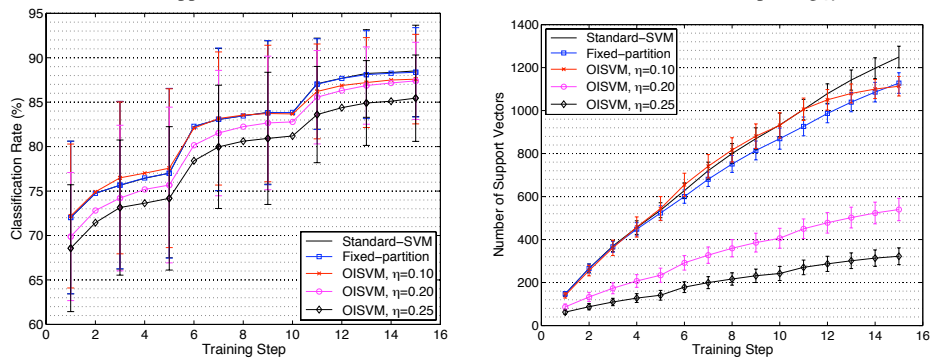 95
90
85
80
75
70
65
60
Classification Rate (%)
0 2 4 6 8 10 12 14 16
Training Step
Standard-SVM
Fixed-partition
OISVM, η=0.10
OISVM, η=0.20
OISVM, η=0.25
1400
1200
1000
800
600
400
200
0
Number of Support Vectors
0 2 4 6 8 10 12 14 16
Training Step
Standard-SVM
Fixed-partition
OISVM, η=0.10
OISVM, η=0.20
OISVM, η=0.25